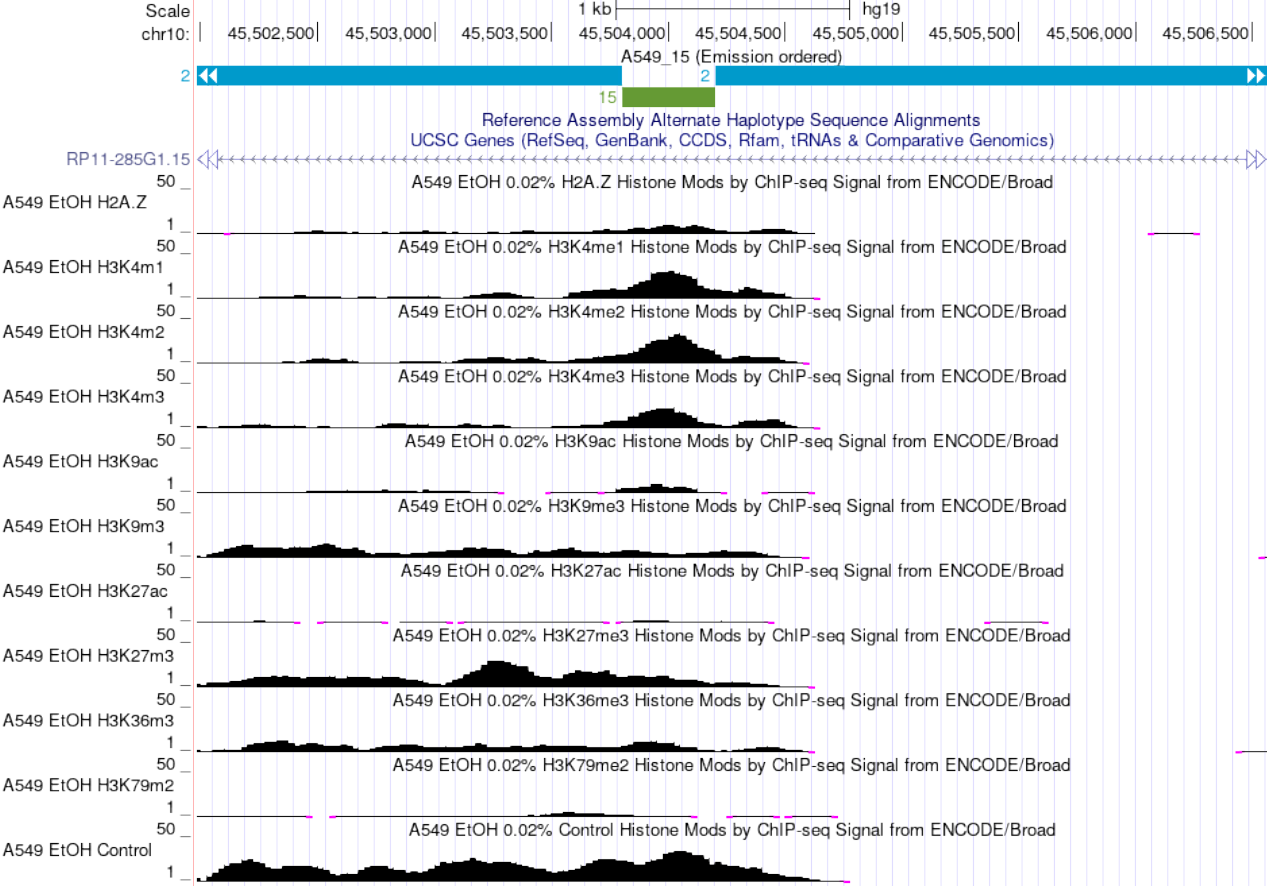 Scale 1 kb hg19
chr10: 45,502,500 45,503,000 45,503,500 45,504,000 45,504,500 45,505,000 45,505,500 45,506,000 45,506,500
A549_15 (Emission ordered)
2 2
15
Reference Assembly Alternate Haplotype Sequence Alignments
UCSC Genes (RefSeq, GenBank, CCDS, Rfam, tRNAs & Comparative Genomics)
RP11-285G1.15
50 A549 EtOH 0.02% H2A.Z Histone Mods by ChIP-seq Signal from ENCODE/Broad
A549 EtOH H2A.Z
1
50 A549 EtOH 0.02% H3K4me1 Histone Mods by ChIP-seq Signal from ENCODE/Broad
A549 EtOH H3K4m1
1
50 A549 EtOH 0.02% H3K4me2 Histone Mods by ChIP-seq Signal from ENCODE/Broad
A549 EtOH H3K4m2
1
50 A549 EtOH 0.02% H3K4me3 Histone Mods by ChIP-seq Signal from ENCODE/Broad
A549 EtOH H3K4m3
1
50 A549 EtOH 0.02% H3K9ac Histone Mods by ChIP-seq Signal from ENCODE/Broad
A549 EtOH H3K9ac
1
50 A549 EtOH 0.02% H3K9me3 Histone Mods by ChIP-seq Signal from ENCODE/Broad
A549 EtOH H3K9m3
1
50 A549 EtOH 0.02% H3K27ac Histone Mods by ChIP-seq Signal from ENCODE/Broad
A549 EtOH H3K27ac
1
50 A549 EtOH 0.02% H3K27me3 Histone Mods by ChIP-seq Signal from ENCODE/Broad
A549 EtOH H3K27m3
1
50 A549 EtOH 0.02% H3K36me3 Histone Mods by ChIP-seq Signal from ENCODE/Broad
A549 EtOH H3K36m3
1
50 A549 EtOH 0.02% H3K79me2 Histone Mods by ChIP-seq Signal from ENCODE/Broad
A549 EtOH H3K79m2
1
50 A549 EtOH 0.02% Control Histone Mods by ChIP-seq Signal from ENCODE/Broad
A549 EtOH Control
1